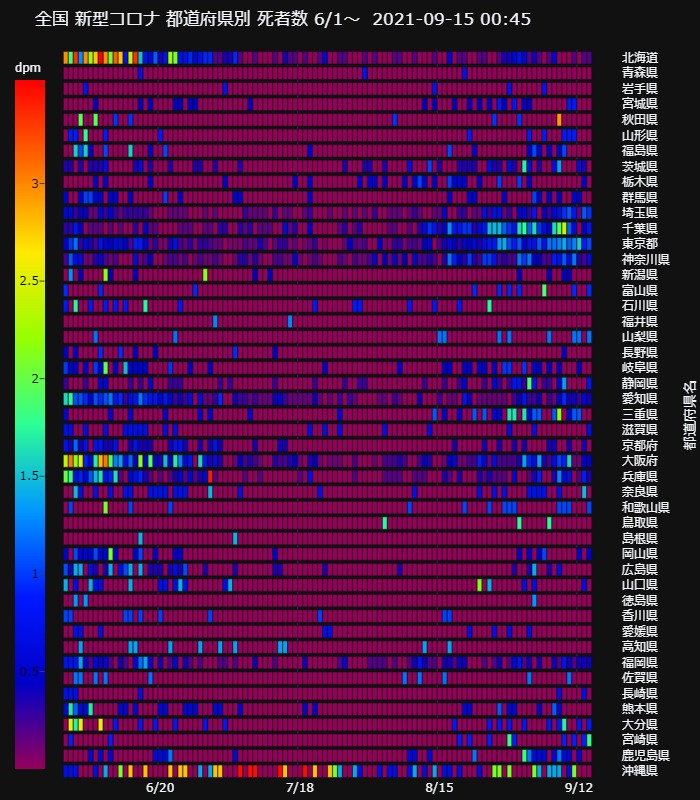 全国 新型コロナ 都道府県別 死者数 6/1～ 2021-09-15 00:45
dpm
3
2.5
2
1.5
1
0.5
北海道
青森県
岩手県
宮城県
秋田県
山形県
福島県
茨城県
栃木県
群馬県
埼玉県
千葉県
東京都
神奈川県
新潟県
富山県
石川県
福井県
山梨県
長野県
岐阜県
静岡県
愛知県
三重県
滋賀県
京都府
大阪府
兵庫県
奈良県
和歌山県
鳥取県
島根県
岡山県
広島県
山口県
徳島県
香川県
愛媛県
高知県
福岡県
佐賀県
長崎県
熊本県
大分県
宮崎県
鹿児島県
沖縄県
都道府県名
6/20 7/18 8/15 9/12